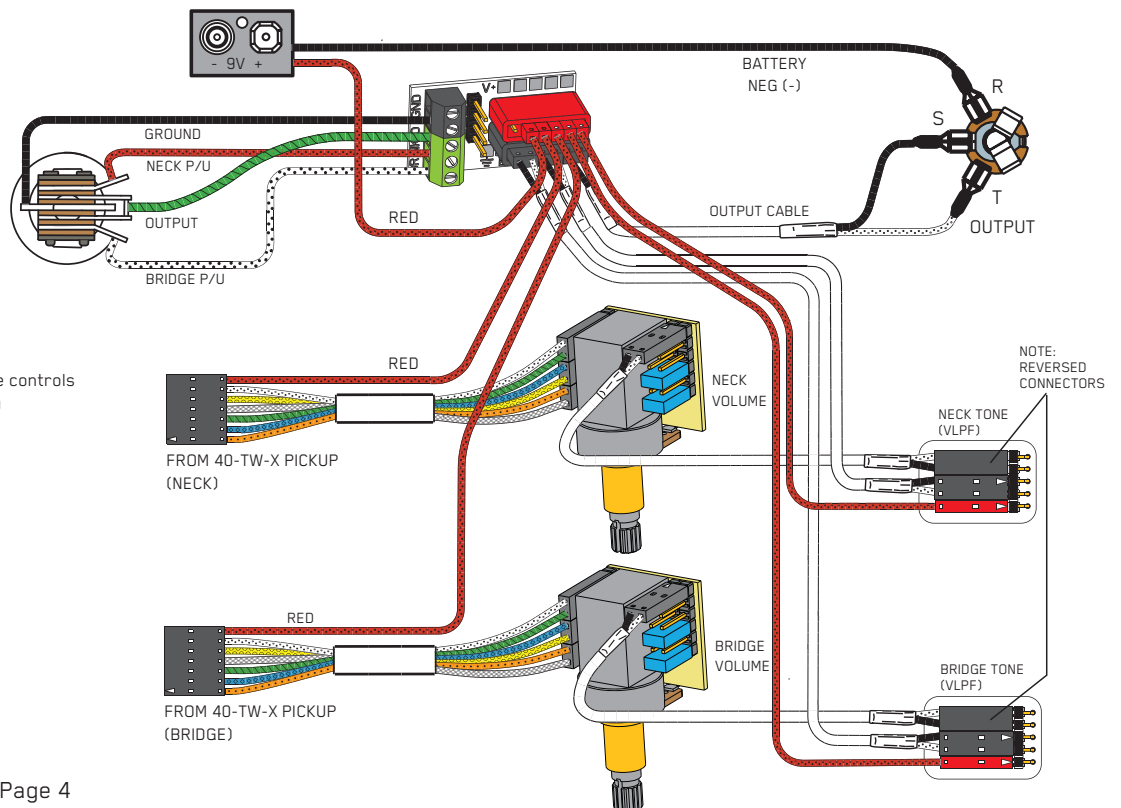 - 9V +
BATTERY
NEG (-)
R
S
T
OUTPUT
V+
GND
GROUND
NECK P/U
OUTPUT
RED
BRIDGE P/U
OUTPUT CABLE
e controls
RED
NECK
VOLUME
NOTE:
REVERSED
CONNECTORS
NECK TONE
(VLPF)
FROM 40-TW-X PICKUP
(NECK)
RED
BRIDGE
VOLUME
BRIDGE TONE
(VLPF)
FROM 40-TW-X PICKUP
(BRIDGE)
Page 4